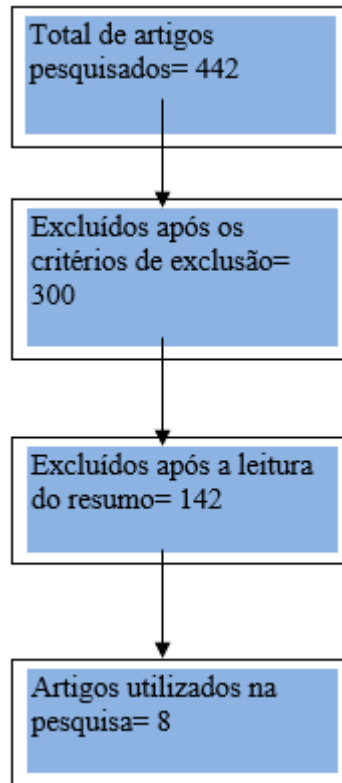 Total de artigos
pesquisados= 442
Excluídos após os
critérios de exclusão=
300
Excluídos após a leitura
do resumo= 142
Artigos utilizados na
pesquisa= 8